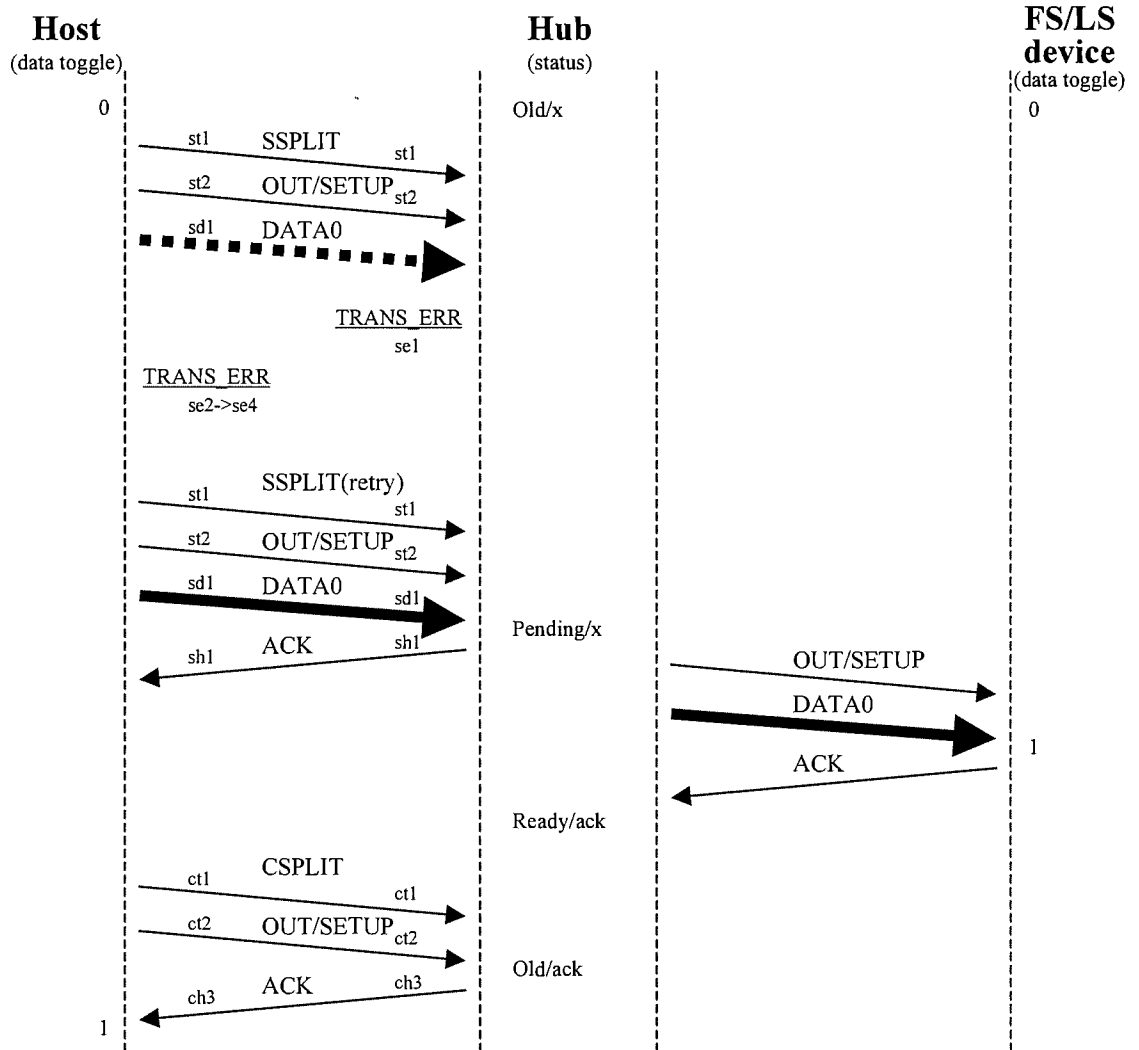 Host
(data toggle)
Hub
(status)
FS/LS
device
(data toggle)
0
Old/x
0
st1 SSPLIT st1
st2 OUT/SETUP st2
sd1 DATA0
TRANS_ERR
se1
TRANS_ERR
se2->se4
st1 SSPLIT(retry) st1
st2 OUT/SETUP st2
sd1 DATA0 sd1
Pending/x
sh1 ACK sh1
OUT/SETUP
DATA0
1
ACK
Ready/ack
ct1 CSPLIT ct1
ct2 OUT/SETUP ct2
Old/ack
ch3 ACK ch3
1